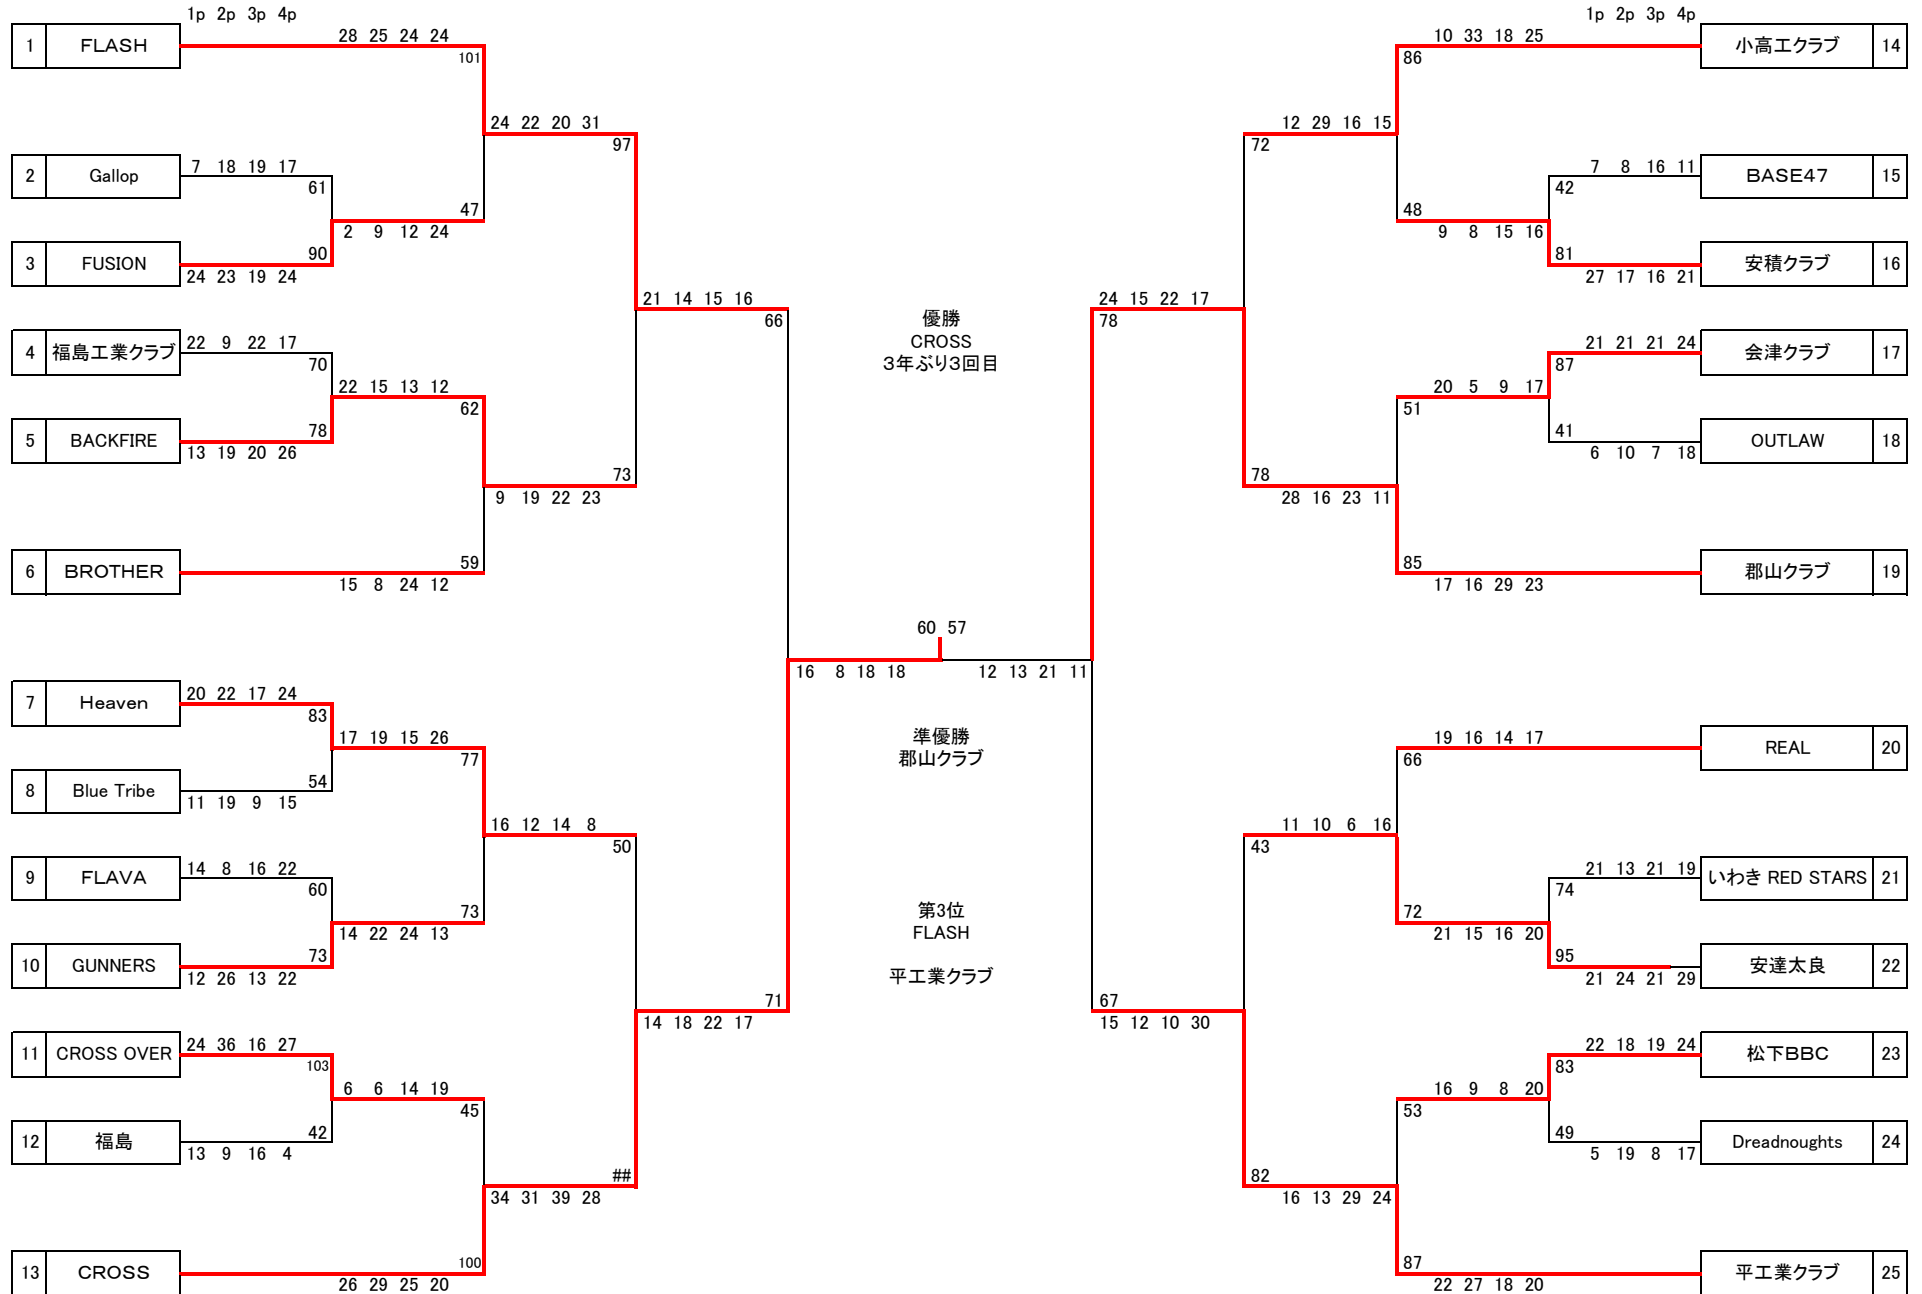 1p 2p 3p 4p
1 FLASH 28 25 24 24
101
24 22 20 31
97
2 Gallop 7 18 19 17
61
47
2 9 12 24
90
3 FUSION 24 23 19 24
21 14 15 16
66
4 福島工業クラブ 22 9 22 17
70
22 15 13 12
62
78
5 BACKFIRE 13 19 20 26
73
9 19 22 23
59
6 BROTHER 15 8 24 12
7 Heaven 20 22 17 24
83
17 19 15 26
77
54
8 Blue Tribe 11 19 9 15
16 12 14 8
50
9 FLAVA 14 8 16 22
60
73
14 22 24 13
73
10 GUNNERS 12 26 13 22
71
14 18 22 17
11 CROSS OVER 24 36 16 27
103
6 6 14 19
45
42
12 福島 13 9 16 4
##
34 31 39 28
100
13 CROSS 26 29 25 20
優勝
CROSS
3年ぶり3回目
60 57
16 8 18 18 12 13 21 11
準優勝
郡山クラブ
第3位
FLASH
平工業クラブ
1p 2p 3p 4p
10 33 18 25 小高工クラブ 14
86
12 29 16 15
72
7 8 16 11 BASE47 15
42
48
9 8 15 16
81
27 17 16 21 安積クラブ 16
24 15 22 17
78
21 21 21 24 会津クラブ 17
87
20 5 9 17
51
41
6 10 7 18 OUTLAW 18
78
28 16 23 11
85
17 16 29 23 郡山クラブ 19
19 16 14 17 REAL 20
66
11 10 6 16
43
21 13 21 19 いわき RED STARS 21
74
72
21 15 16 20
95
21 24 21 29 安達太良 22
67
15 12 10 30
22 18 19 24 松下BBC 23
83
16 9 8 20
53
49
5 19 8 17 Dreadnoughts 24
82
16 13 29 24
87
22 27 18 20 平工業クラブ 25